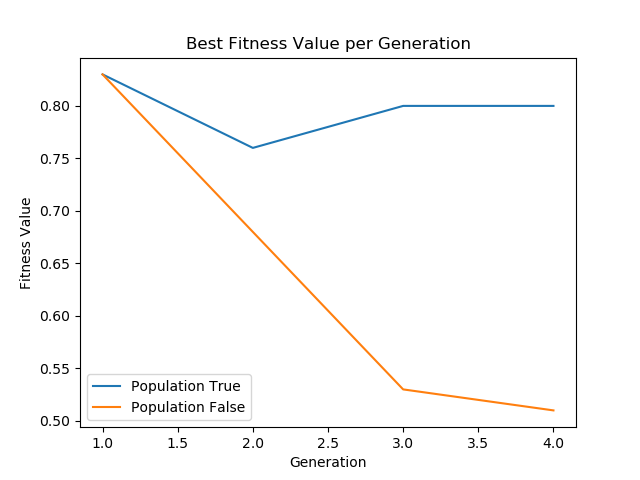 Best Fitness Value per Generation
Fitness Value
0.80
0.75
0.70
0.65
0.60
0.55
0.50
Population True
Population False
1.0 1.5 2.0 2.5 3.0 3.5 4.0
Generation